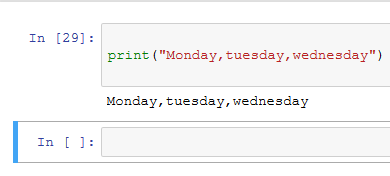 In [29]:
print("Monday,tuesday,wednesday")
Monday,tuesday,wednesday
In [ ]: